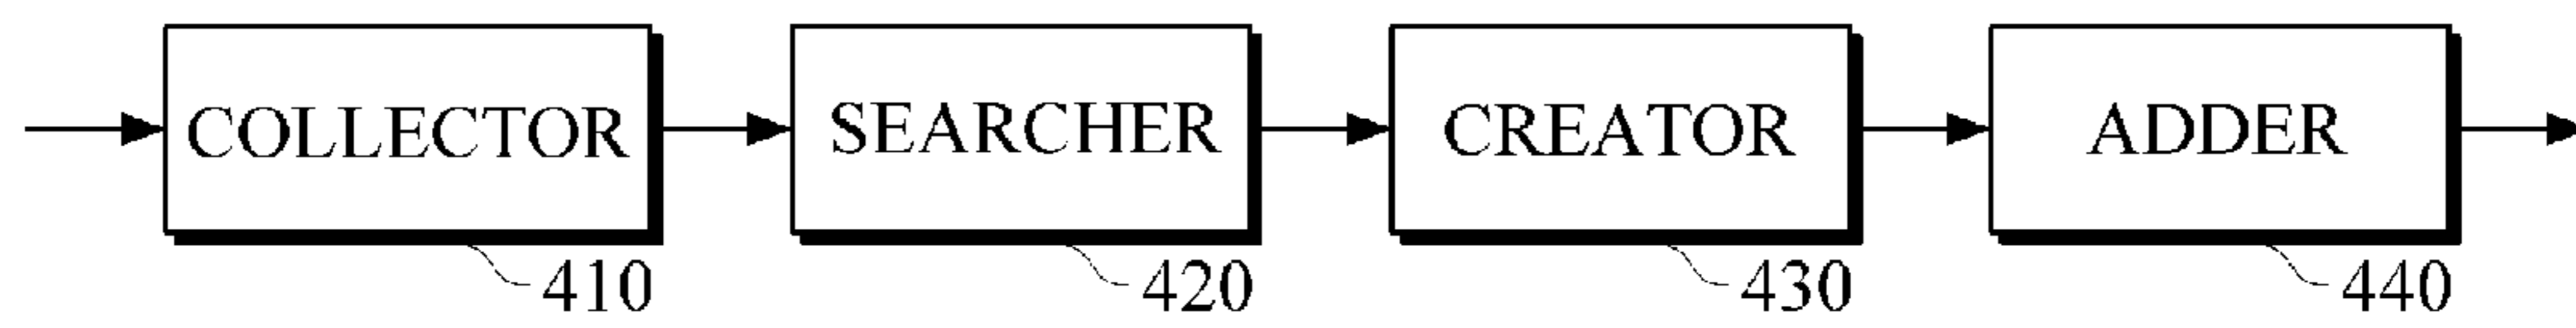 COLLECTOR SEARCHER CREATOR ADDER
410 420 430 440